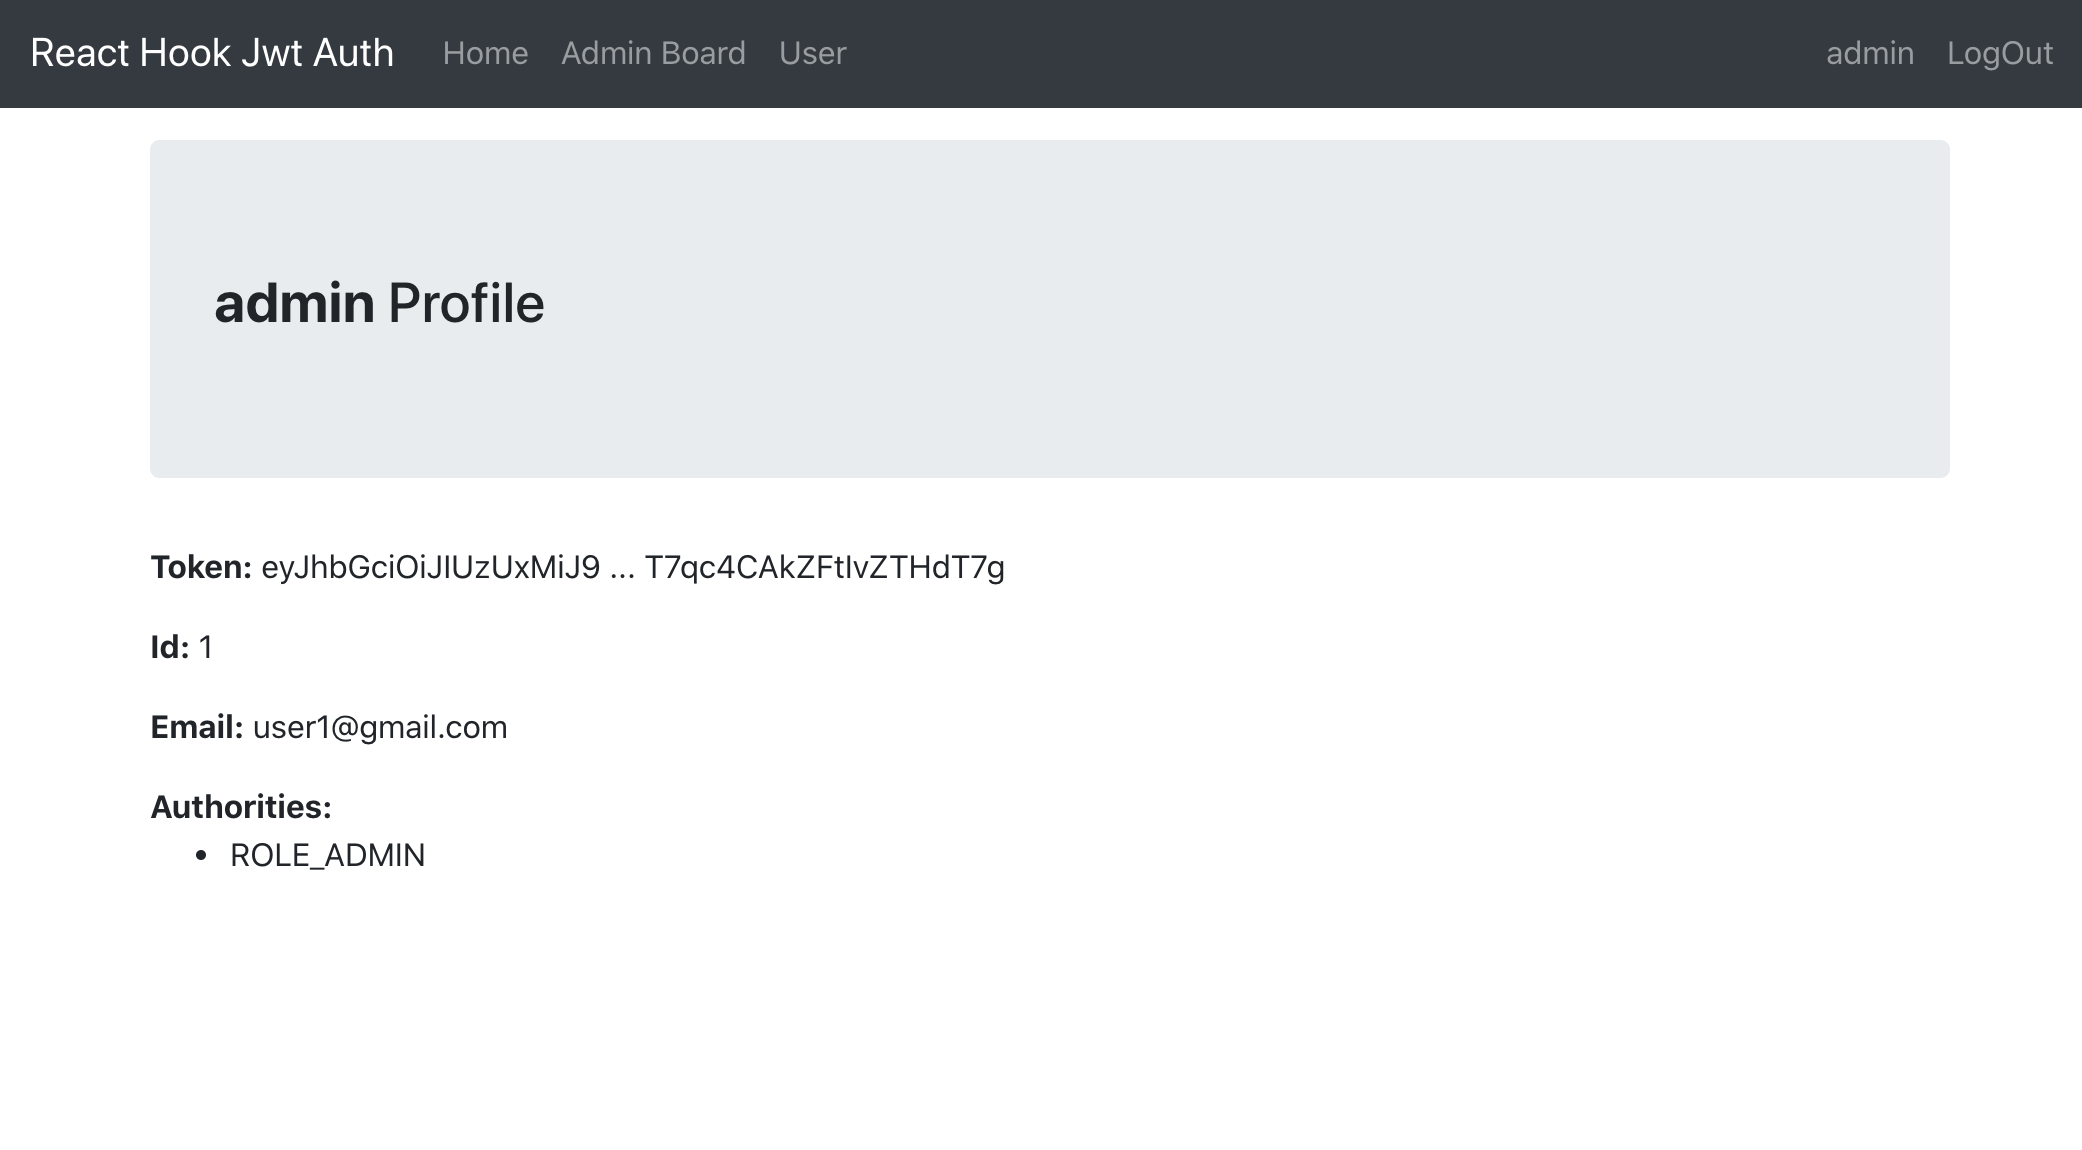 React Hook Jwt Auth Home Admin Board User admin LogOut
admin Profile
Token: eyJhbGciOiJIUzUxMiJ9 ... T7qc4CAkZFtIvZTHdT7g
Id: 1
Email: user1@gmail.com
Authorities:
• ROLE_ADMIN